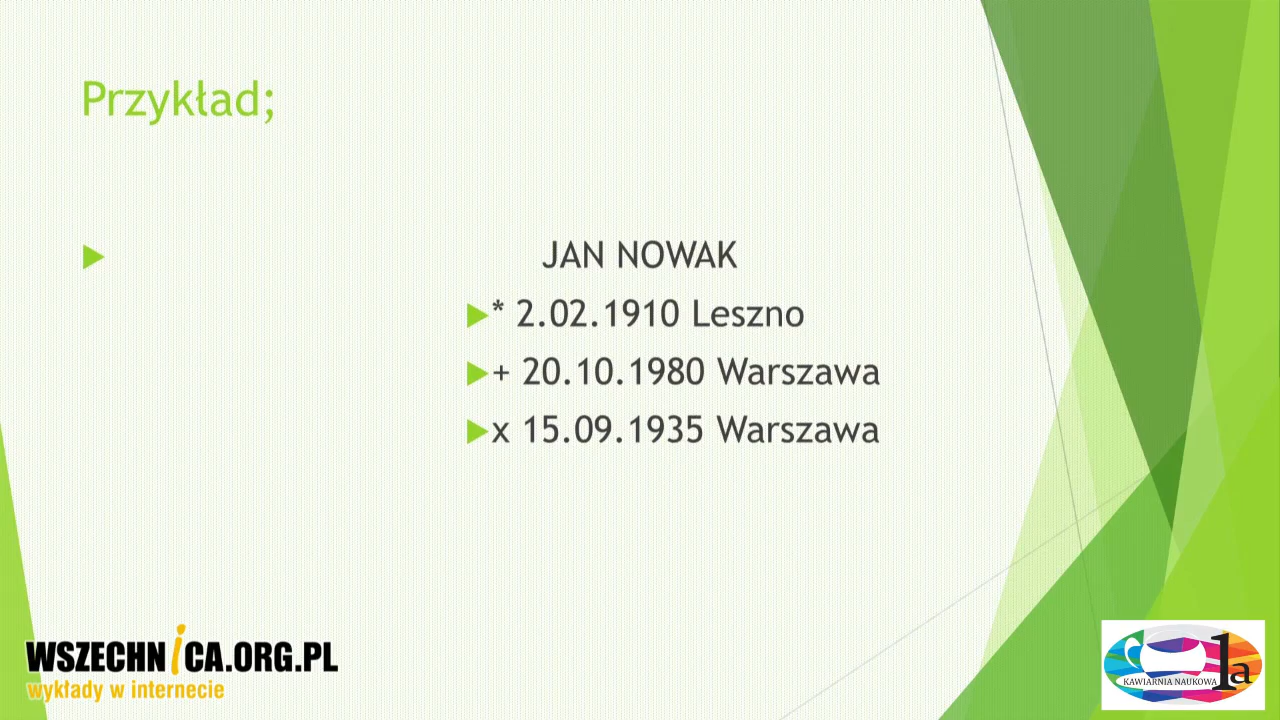 Przykład;
JAN NOWAK
* 2.02.1910 Leszno
+ 20.10.1980 Warszawa
x 15.09.1935 Warszawa
WSZECHNiCA.ORG.PL
wykłady w internecie
KAWIARNIA NAUKOWA 1a